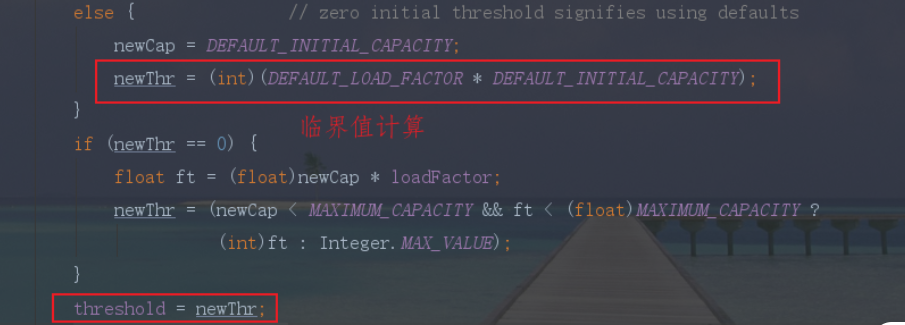 else {               // zero initial threshold signifies using defaults
newCap = DEFAULT_INITIAL_CAPACITY;
newThr = (int)(DEFAULT_LOAD_FACTOR * DEFAULT_INITIAL_CAPACITY);
}
临界值计算
if (newThr == 0) {
float ft = (float)newCap * loadFactor;
newThr = (newCap < MAXIMUM_CAPACITY && ft < (float)MAXIMUM_CAPACITY ?
(int)ft : Integer.MAX_VALUE);
}
threshold = newThr;